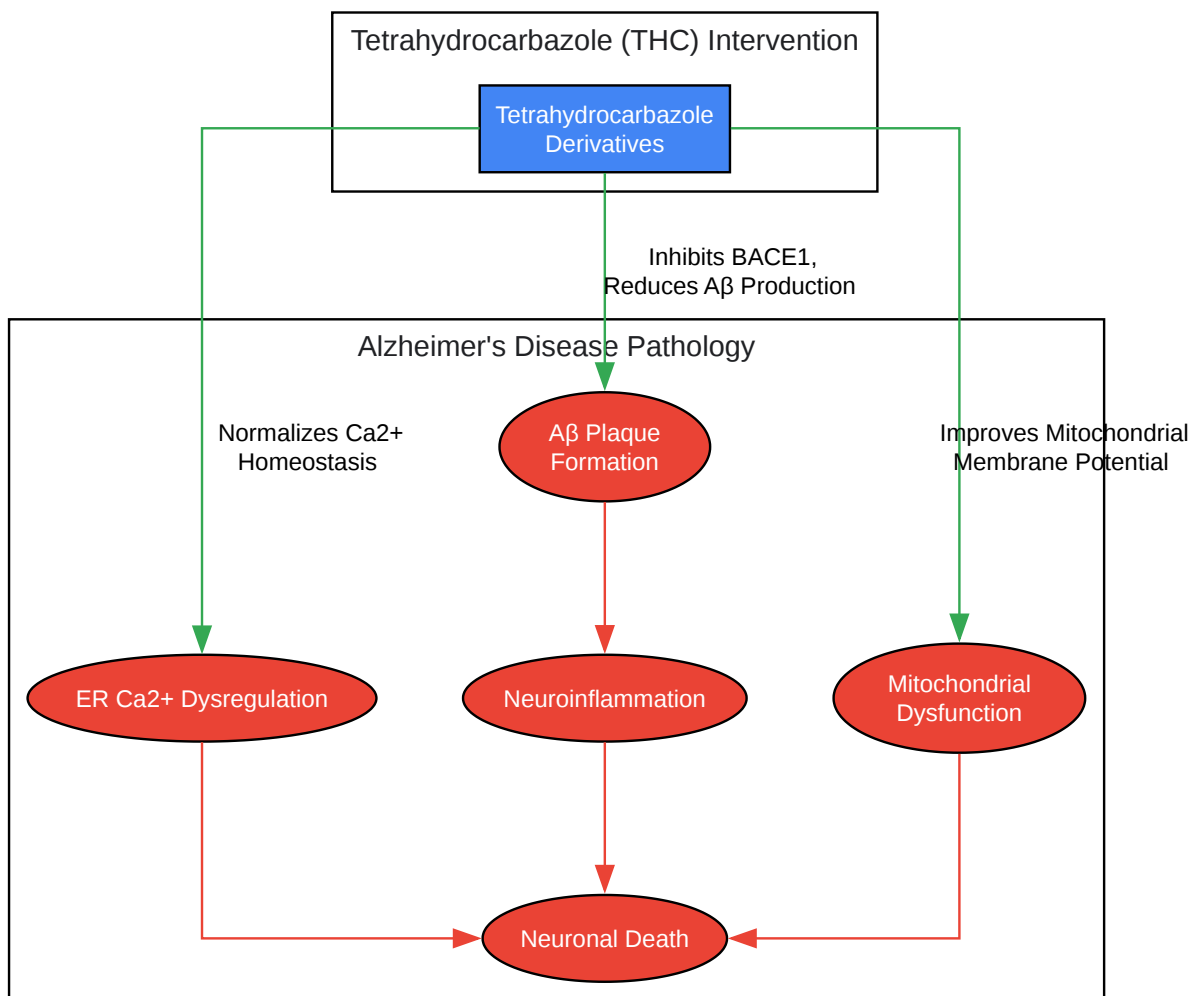 Tetrahydrocarbazole (THC) Intervention
Tetrahydrocarbazole
Derivatives
Inhibits BACE1,
Reduces Aβ Production
Alzheimer's Disease Pathology
Normalizes Ca2+
Homeostasis
Aβ Plaque
Formation
Improves Mitochondrial
Membrane Potential
ER Ca2+ Dysregulation
Neuroinflammation
Mitochondrial
Dysfunction
Neuronal Death